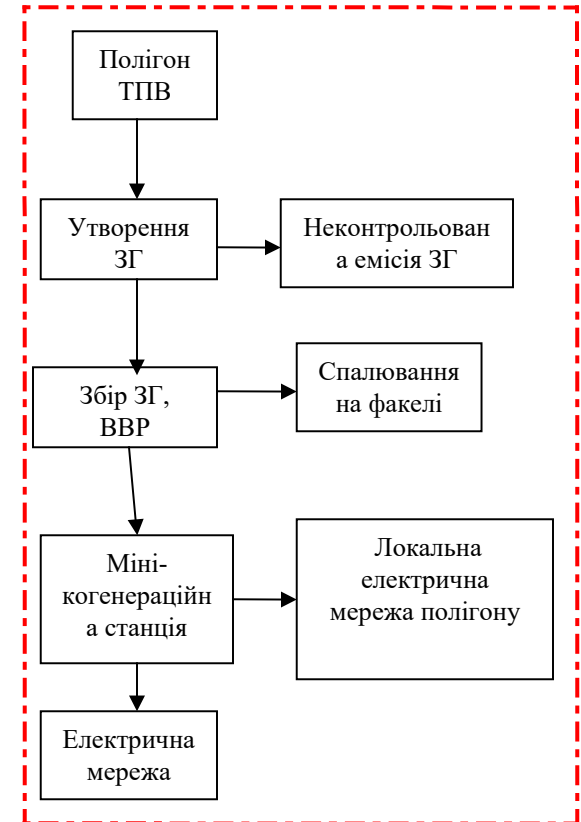 Полігон
ТПВ
Утворення
ЗГ
Неконтрольован
а емісія ЗГ
Збір ЗГ,
ВВР
Спалювання
на факелі
Міні-
когенераційн
а станція
Локальна
електрична
мережа полігону
Електрична
мережа